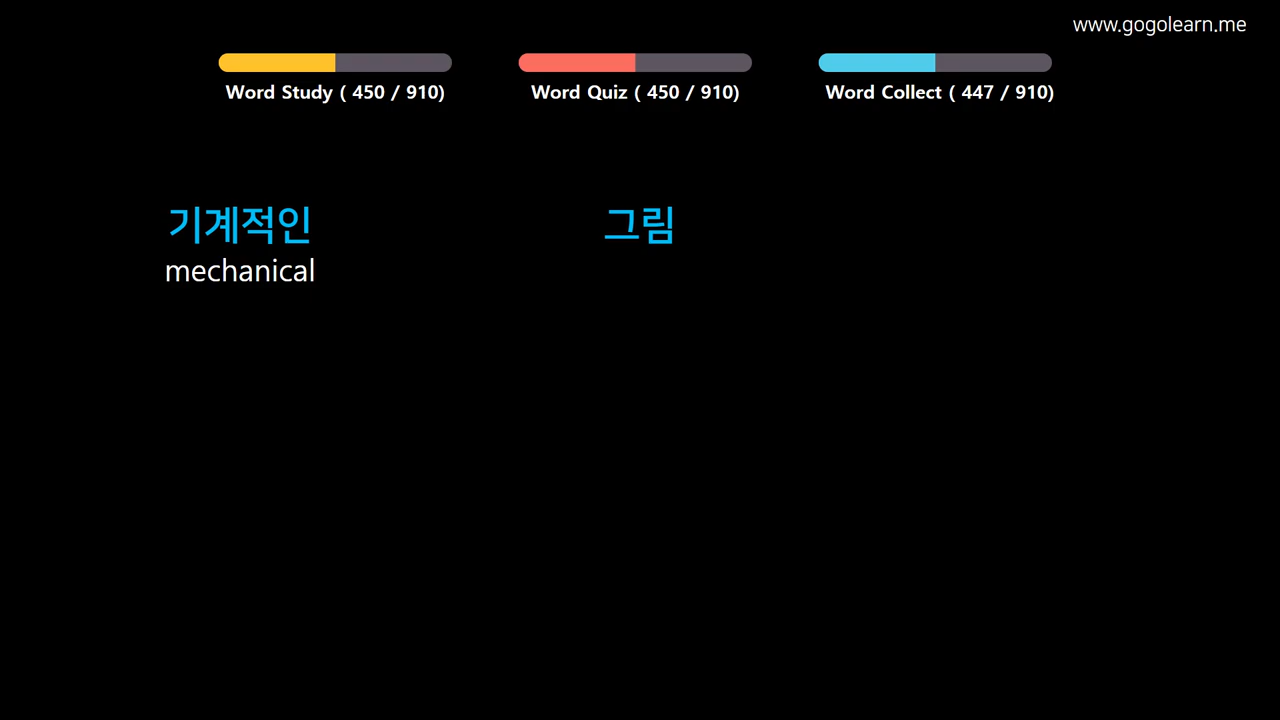 www.gogolearn.me
Word Study ( 450 / 910)
Word Quiz ( 450 / 910)
Word Collect ( 447 / 910)
기계적인
mechanical
그림